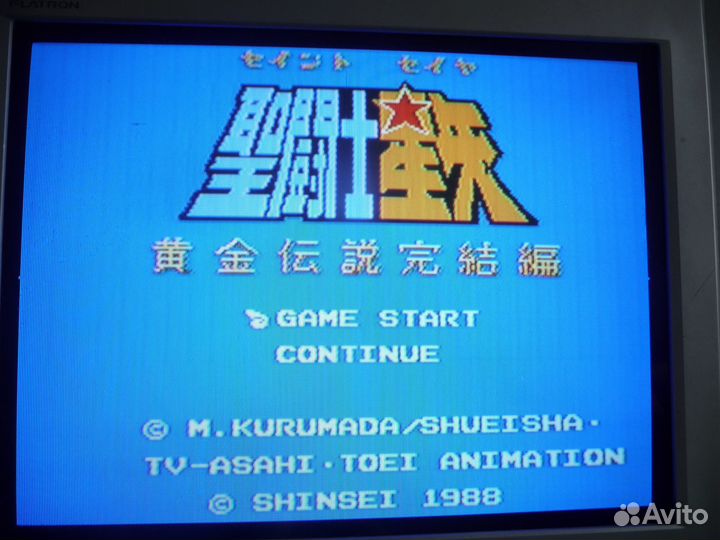 FLATRON
セイント セイヤ
聖闘士星矢
黄金伝説完結編
GAME START
CONTINUE
© M.KURUMADA/SHUEISHA・
TV-ASAHI・TOEI ANIMATION
© SHINSEI 1988
Avito